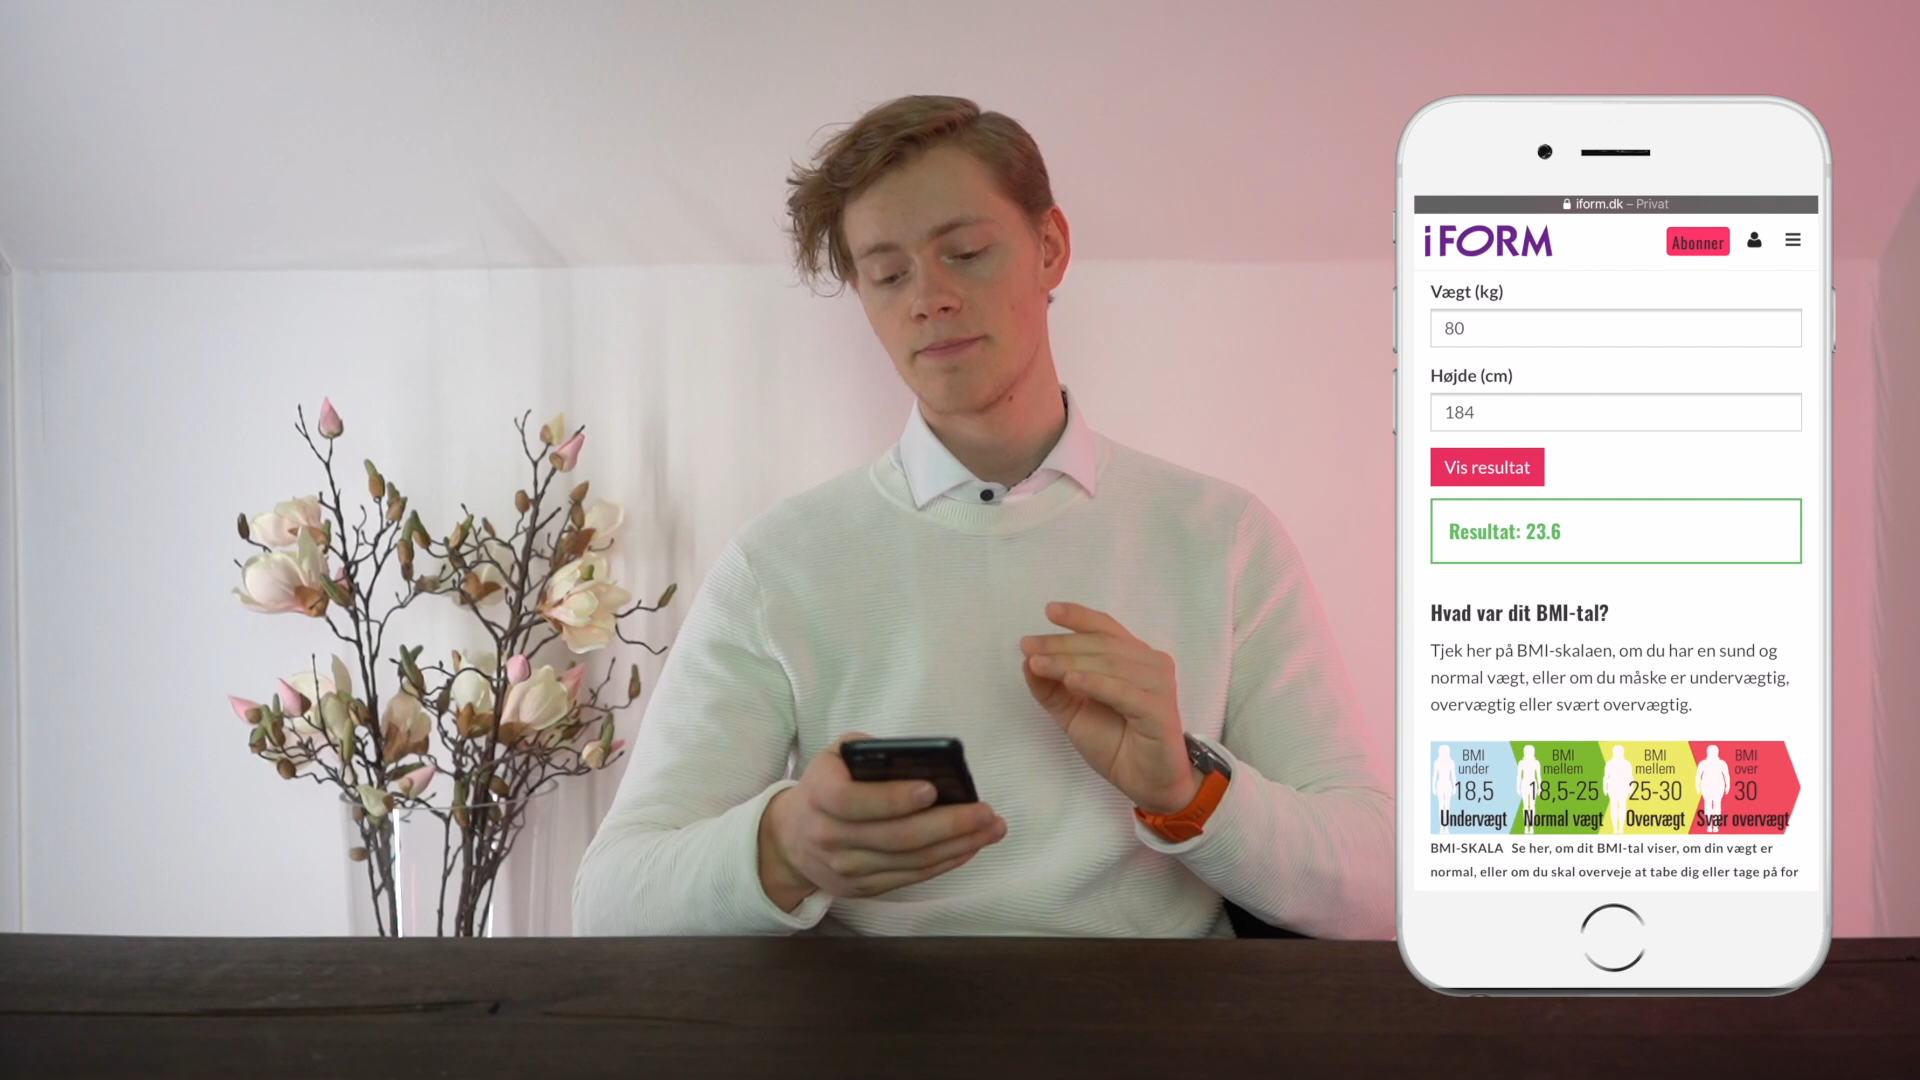 iform.dk – Privat
iFORM
Abonner
Vægt (kg)
80
Højde (cm)
184
Vis resultat
Resultat: 23.6
Hvad var dit BMI-tal?
Tjek her på BMI-skalaen, om du har en sund og
normal vægt, eller om du måske er undervægtig,
overvægtig eller svært overvægtig.
BMI
under
18,5
Undervægt
BMI
mellem
18,5-25
Normal vægt
BMI
mellem
25-30
Overvægt
BMI
over
30
Svær overvægt
BMI-SKALA Se her, om dit BMI-tal viser, om din vægt er
normal, eller om du skal overveje at tabe dig eller tage på for